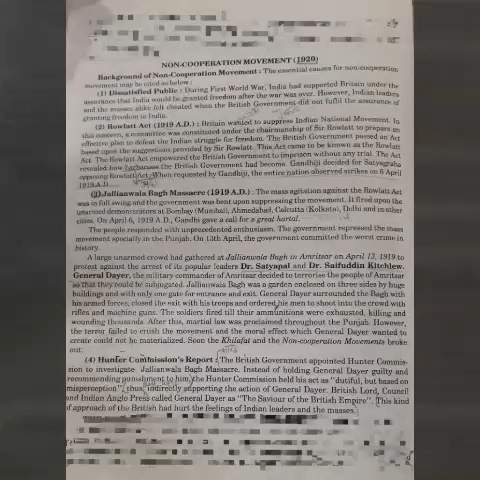 NON-COOPERATION MOVEMENT (1920)
Background of Non-Cooperation Movement : The essential causes for non-cooperation
movement may be cited as below :
(1) Dissatisfied Public : During First World War, India had supported Britain under the
assurance that India would be granted freedom after the war was over. However, Indian leaders
and the masses alike felt cheated when the British Government did not fulfil the assurance of
granting freedom to India.
(2) Rowlatt Act (1919 A.D.) : Britain wanted to suppress Indian National Movement. In
this concern, a committee was constituted under the chairmanship of Sir Rowlatt to prepare an
effective plan to defeat the Indian struggle for freedom. The British Government passed an Act
based upon the suggestions provided by Sir Rowlatt. This Act came to be known as the Rowlatt
Act. The Act empowered the British Government to imprison without any trial. The Act
revealed how barbarous the British Government had become. Gandhiji decided for Satyagraha
opposing Rowlatt Act. When requested by Gandhiji, the entire nation observed strikes on 6 April
1919 A.D.
(3) Jallianwala Bagh Massacre (1919 A.D.) : The mass agitation against the Rowlatt Act
was in full swing and the government was bent upon suppressing the movement. It fired upon the
unarmed demonstrators at Bombay (Mumbai), Ahmedabad, Calcutta (Kolkata), Delhi and in other
cities. On April 6, 1919 A.D., Gandhi gave a call for a great hartal.
The people responded with unprecedented enthusiasm. The government repressed the mass
movement specially in the Punjab. On 13th April, the government committed the worst crime in
history.
A large unarmed crowd had gathered at Jallianwala Bagh in Amritsar on April 13, 1919 to
protest against the arrest of its popular leaders Dr. Satyapal and Dr. Saifuddin Kitchlew.
General Dayer, the military commander of Amritsar decided to terrorise the people of Amritsar
so that they could be subjugated. Jallianwala Bagh was a garden enclosed on three sides by huge
buildings and with only one gate for entrance and exit. General Dayer surrounded the Bagh with
his armed forces, closed the exit with his troops and ordered his men to shoot into the crowd with
rifles and machine guns. The soldiers fired till their ammunitions were exhausted, killing and
wounding thousands. After this, martial law was proclaimed throughout the Punjab. However,
the terror failed to crush the movement and the moral effect which General Dayer wanted to
create could not be materialized. Soon the Khilafat and the Non-cooperation Movements broke
out.
(4) Hunter Commission's Report : The British Government appointed Hunter Commis-
sion to investigate Jallianwala Bagh Massacre. Instead of holding General Dayer guilty and
recommending punishment to him, the Hunter Commission held his act as "dutiful, but based on
misperception", thus, indirectly supporting the action of General Dayer. British Lord, Council
and Indian Anglo Press called General Dayer as "The Saviour of the British Empire". This kind
of approach of the British had hurt the feelings of Indian leaders and the masses.